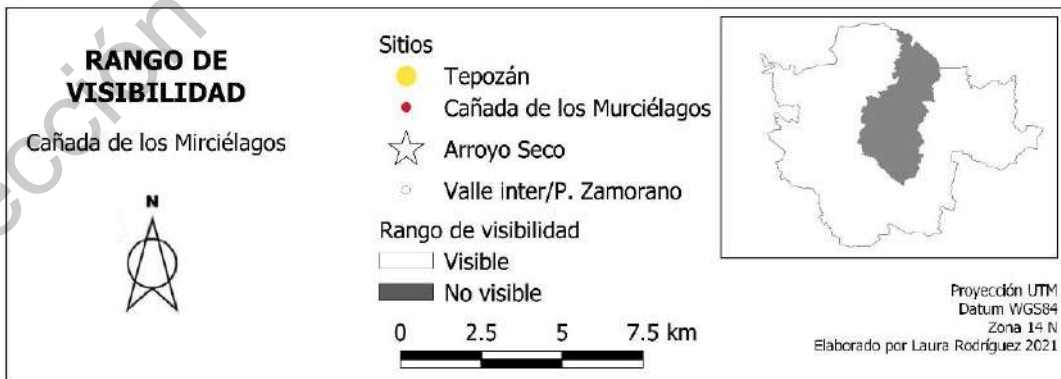 RANGO DE
VISIBILIDAD
Cañada de los Mirciélagos
N
Sitios
Tepozán
Cañada de los Murciélagos
Arroyo Seco
Valle inter/P. Zamorano
Rango de visibilidad
Visible
No visible
0 2.5 5 7.5 km
Proyección UTM
Datum WGS84
Zona 14 N
Elaborado por Laura Rodríguez 2021
ección